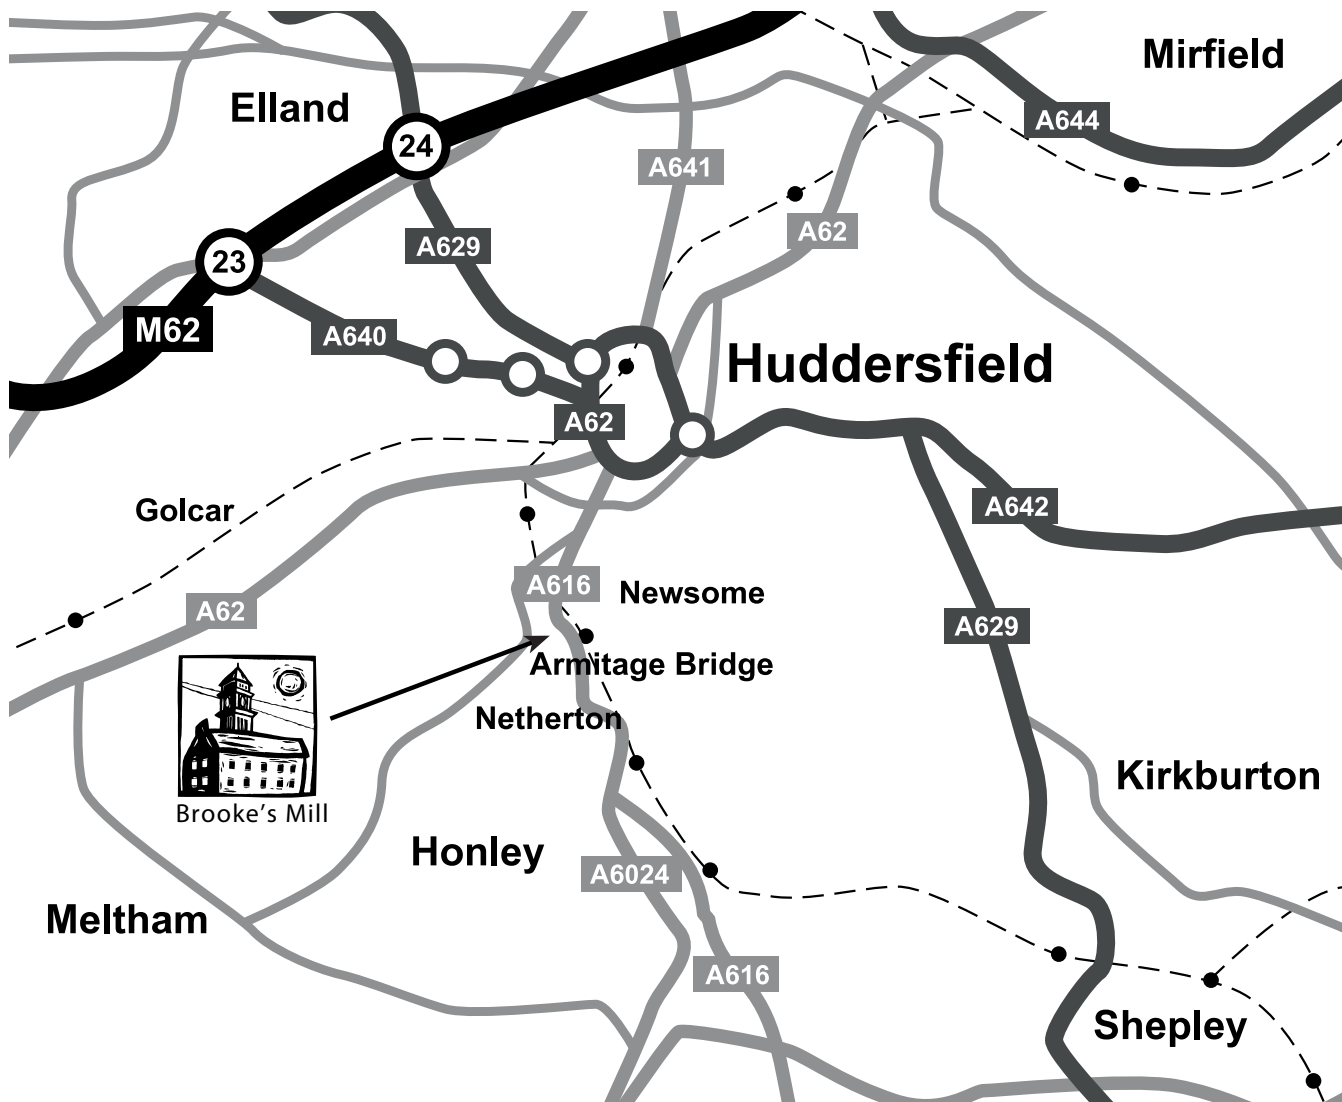 Mirfield
Elland
A644
24
A641
A62
A629
23
M62
A640
Huddersfield
A62
A642
Golcar
A616
Newsome
A62
A629
Armitage Bridge
Netherton
Kirkburton
Brooke's Mill
Honley
A6024
Meltham
A616
Shepley